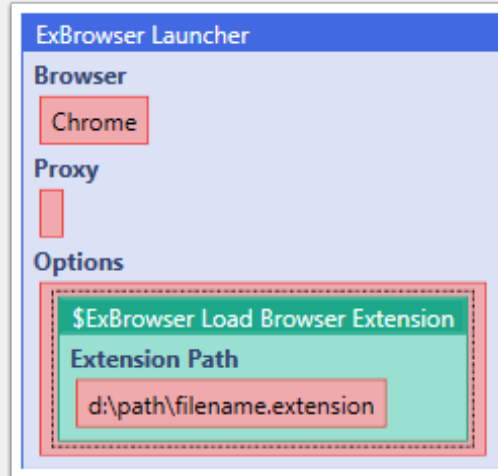 ExBrowser Launcher
Browser
Chrome
Proxy
Options
$ExBrowser Load Browser Extension
Extension Path
d:\path\filename.extension